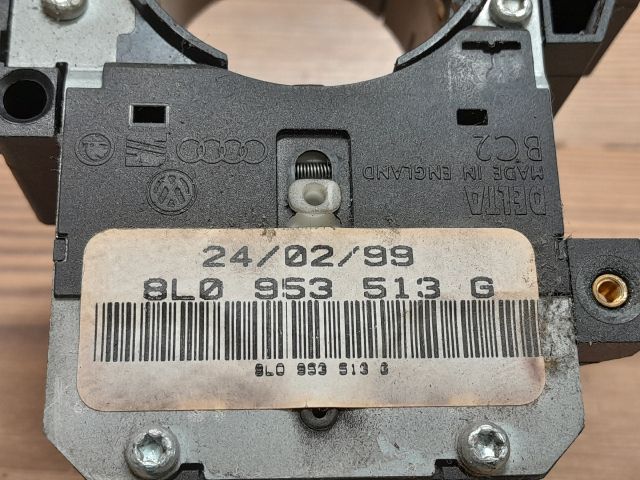 24/02/99
8L0 953 513 G
8L0 953 513 G
DELTA
MADE IN ENGLAND
BC2